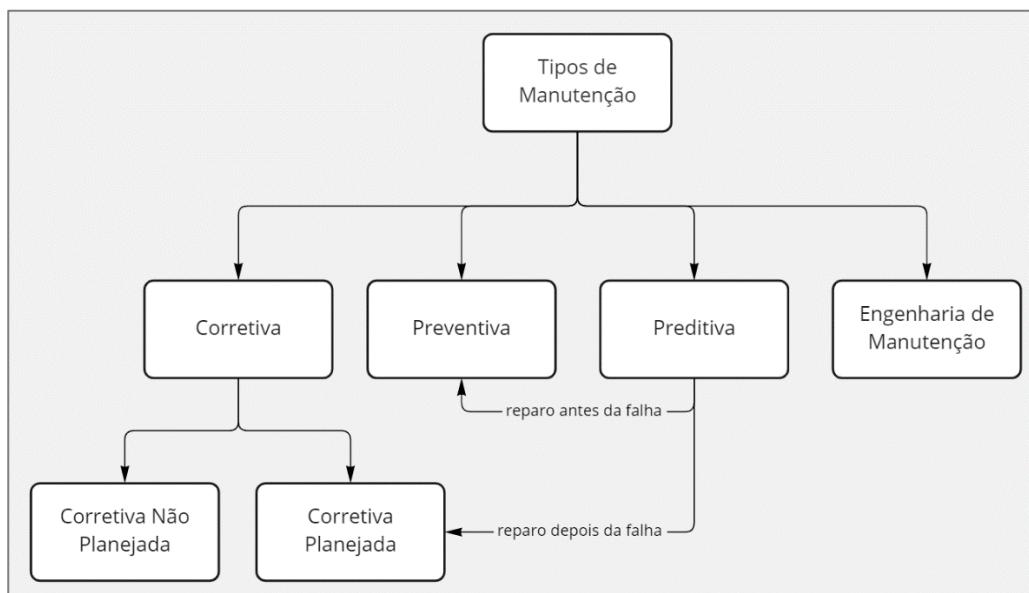 Tipos de
Manutenção
Corretiva
Preventiva
Preditiva
Engenharia de
Manutenção
reparo antes da falha
Corretiva Não
Planejada
Corretiva
Planejada
reparo depois da falha